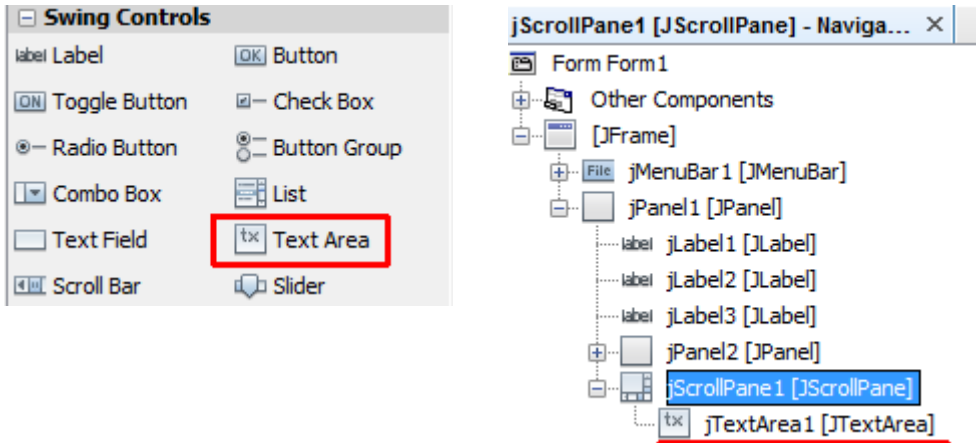 Swing Controls
label Label
OK Button
ON Toggle Button
Check Box
Radio Button
Button Group
Combo Box
List
Text Field
tx Text Area
Scroll Bar
Slider
jScrollPane1 [JScrollPane] - Naviga... ×
Form Form1
Other Components
[JFrame]
File jMenuBar1 [JMenuBar]
jPanel1 [JPanel]
label jLabel1 [JLabel]
label jLabel2 [JLabel]
label jLabel3 [JLabel]
jPanel2 [JPanel]
jScrollPane1 [JScrollPane]
tx jTextArea1 [JTextArea]